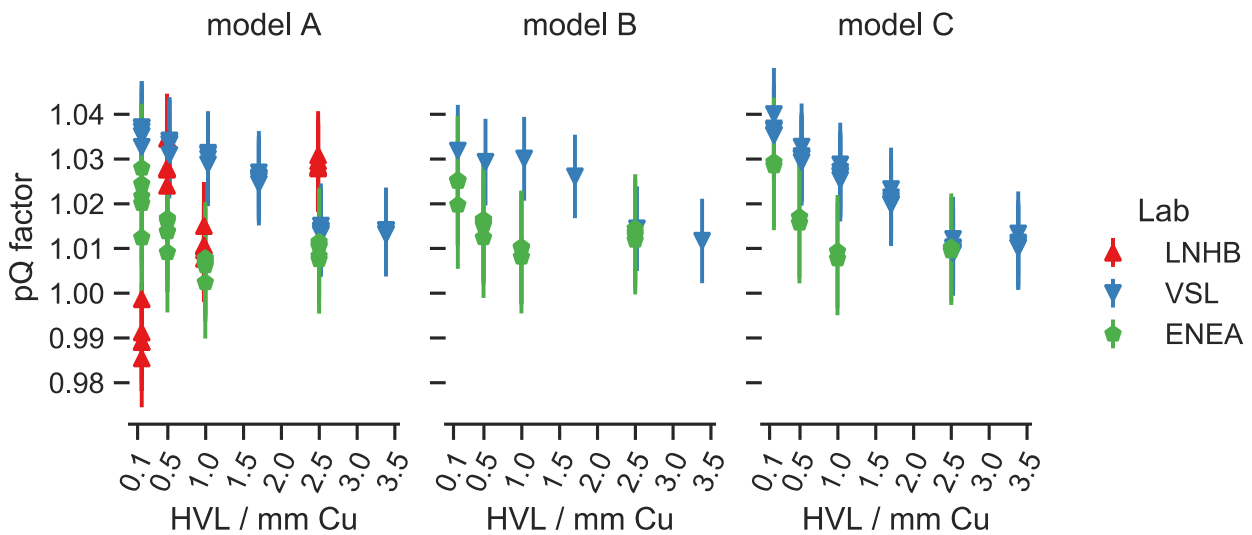 model A
model B
model C
pQ factor
1.04
1.03
1.02
1.01
1.00
0.99
0.98
0.1 0.5 1.0 1.5 2.0 2.5 3.0 3.5
0.1 0.5 1.0 1.5 2.0 2.5 3.0 3.5
0.1 0.5 1.0 1.5 2.0 2.5 3.0 3.5
HVL / mm Cu
HVL / mm Cu
HVL / mm Cu
Lab
LNHB
VSL
ENEA